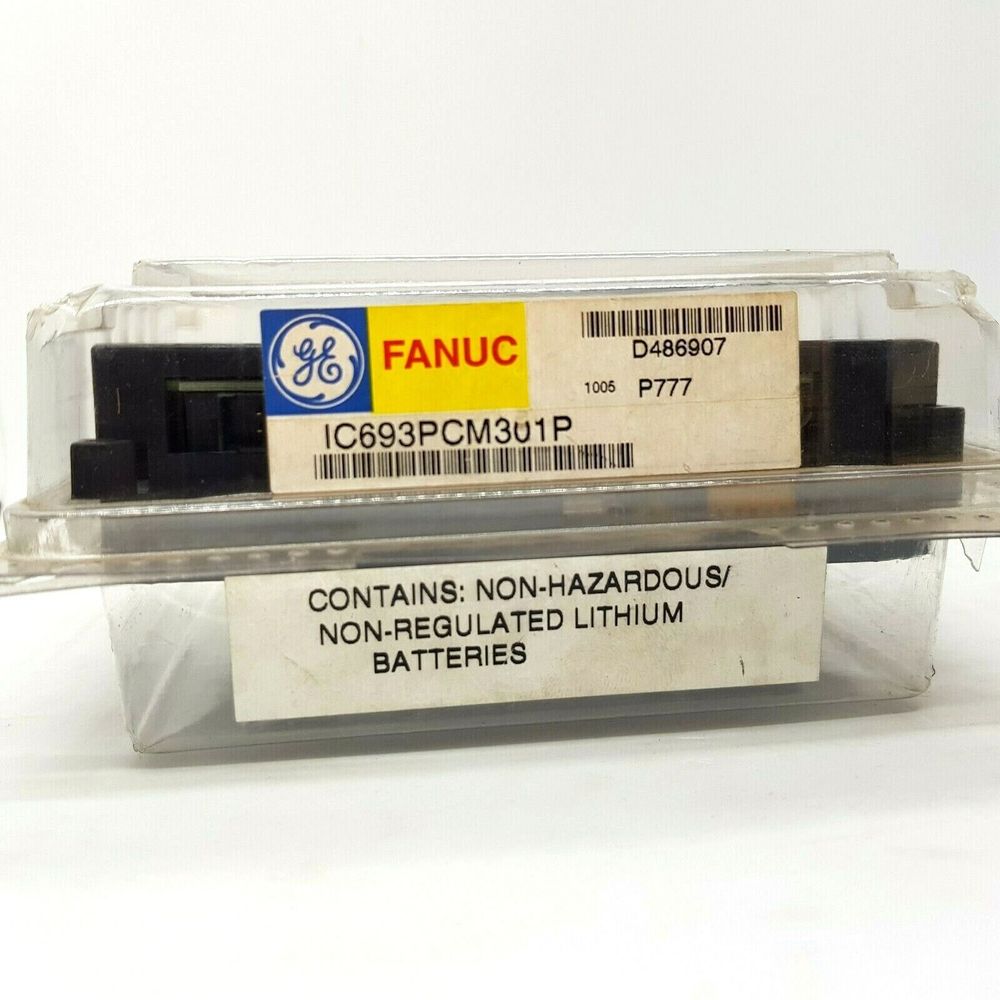 GE FANUC
D486907
1005 P777
IC693PCM301P
CONTAINS: NON-HAZARDOUS/
NON-REGULATED LITHIUM
BATTERIES